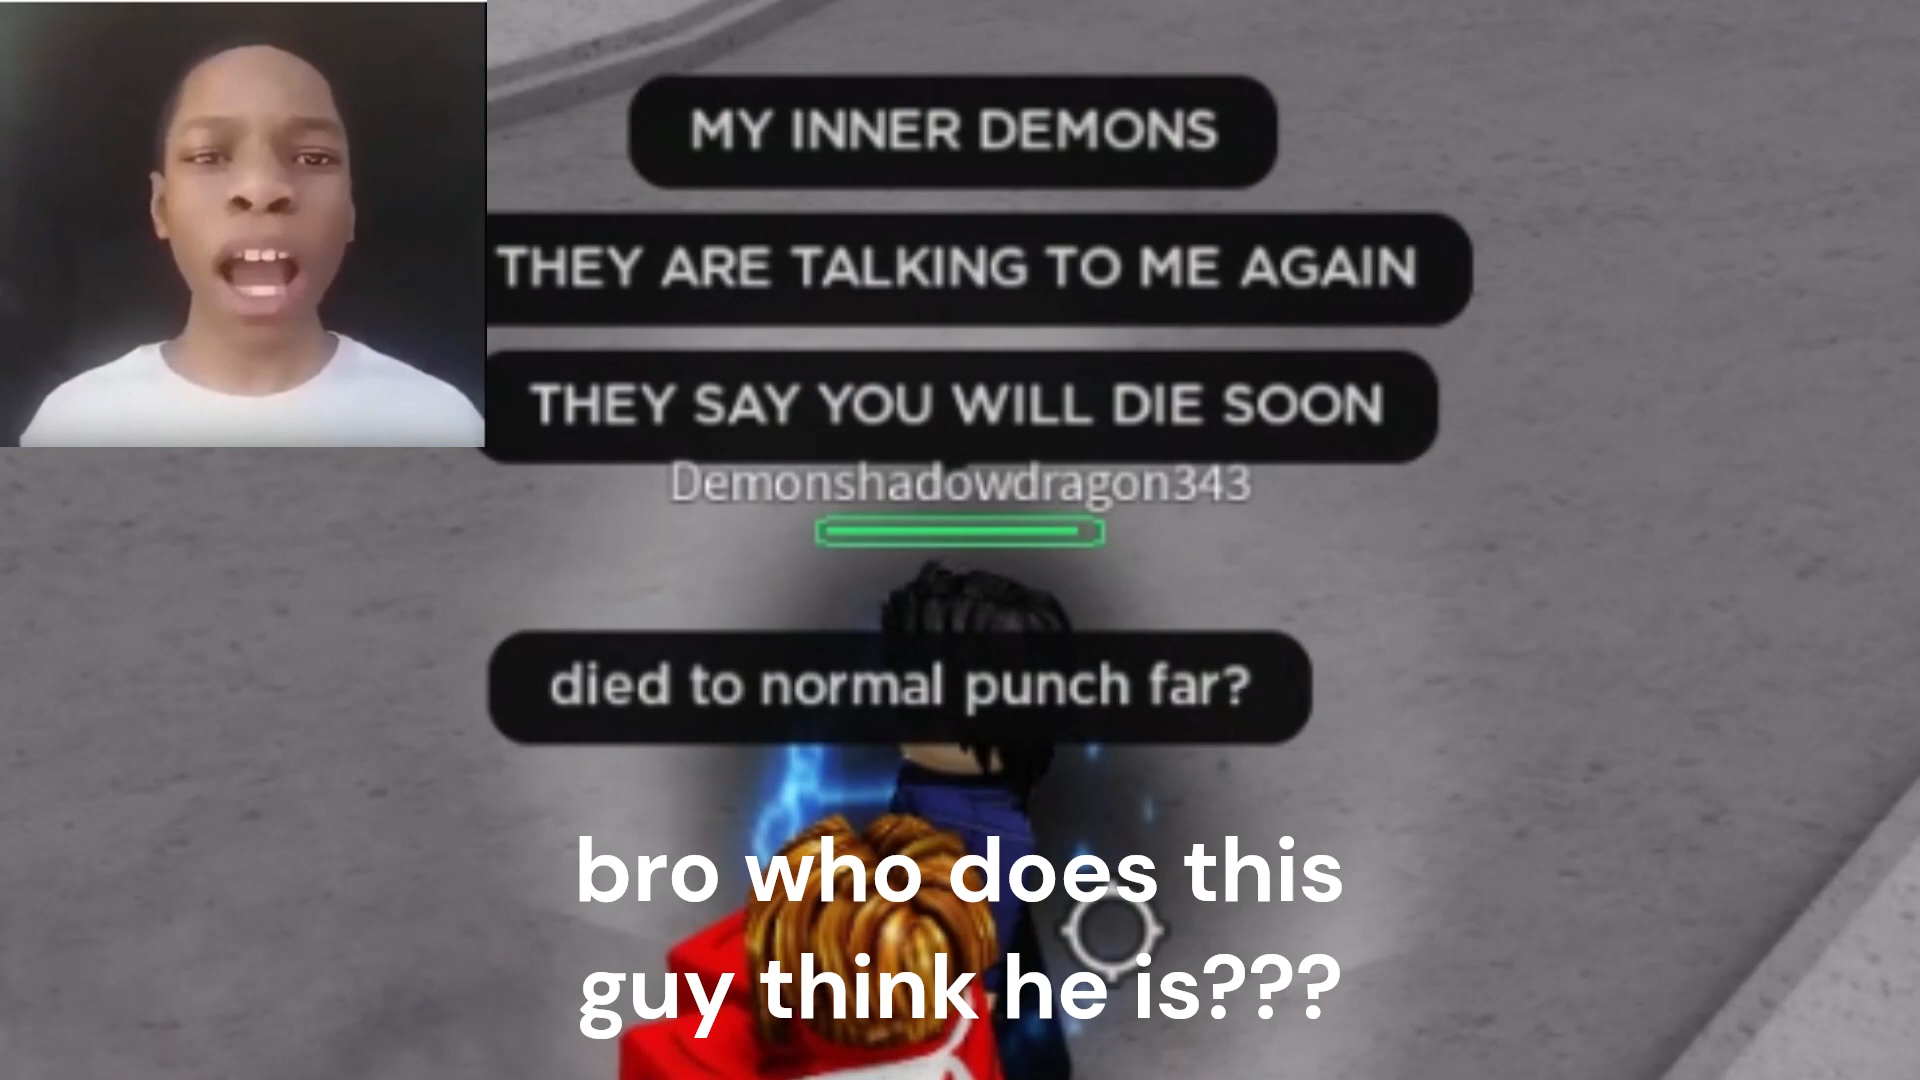 MY INNER DEMONS
THEY ARE TALKING TO ME AGAIN
THEY SAY YOU WILL DIE SOON
Demonshadowdragon343
died to normal punch far?
bro who does this
guy think he is???